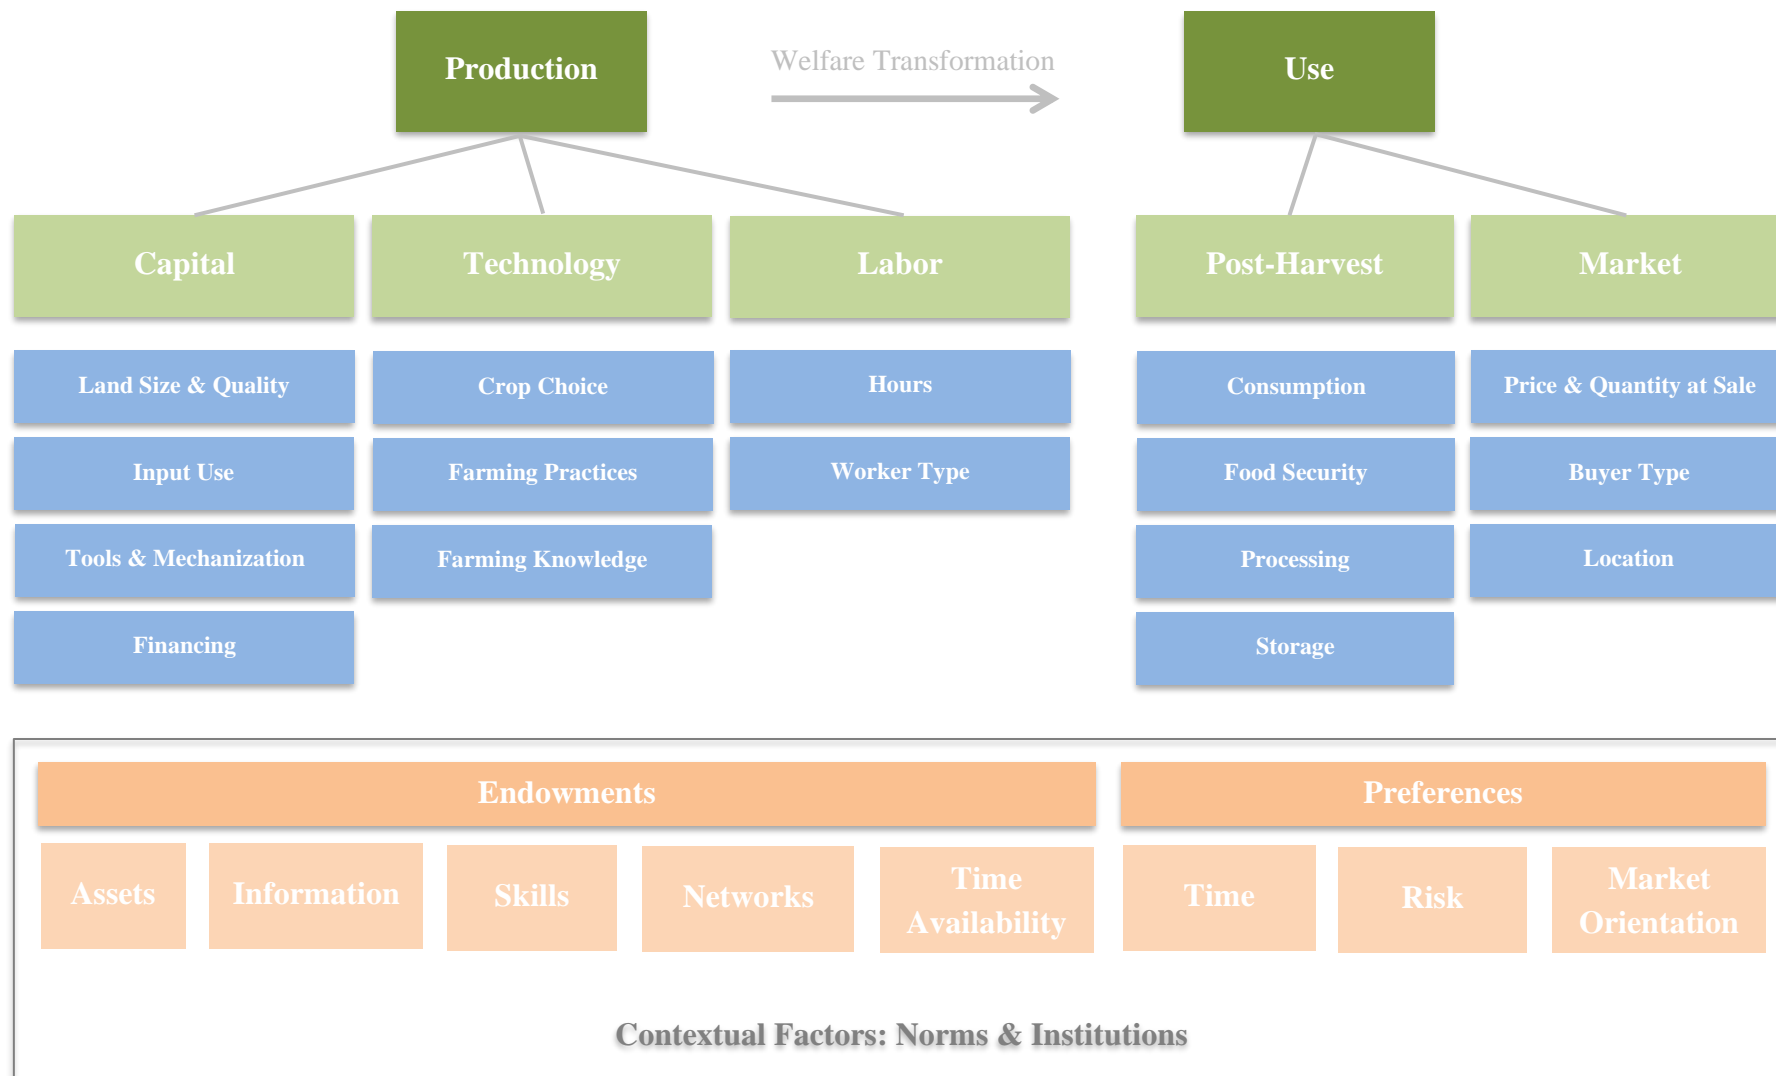 Production
Welfare Transformation
Use
Capital
Technology
Labor
Post-Harvest
Market
Land Size & Quality
Crop Choice
Hours
Consumption
Price & Quantity at Sale
Input Use
Farming Practices
Worker Type
Food Security
Buyer Type
Tools & Mechanization
Farming Knowledge
Processing
Location
Financing
Storage
Endowments
Preferences
Assets
Information
Skills
Networks
Time
Availability
Time
Risk
Market
Orientation
Contextual Factors: Norms & Institutions